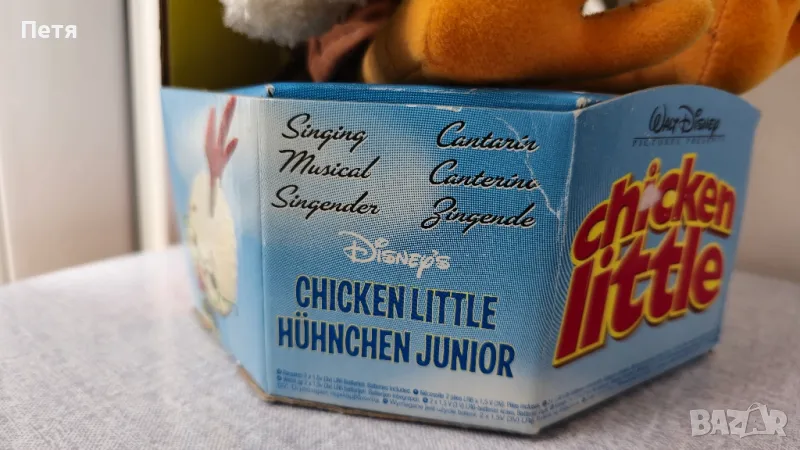 Петя
Singing
Musical
Singender
Cantarín
Canterino
Zingende
Disney's
CHICKEN LITTLE
HÜHNCHEN JUNIOR
Walt Disney
PICTURES PRESENTS
chicken
little
bazar